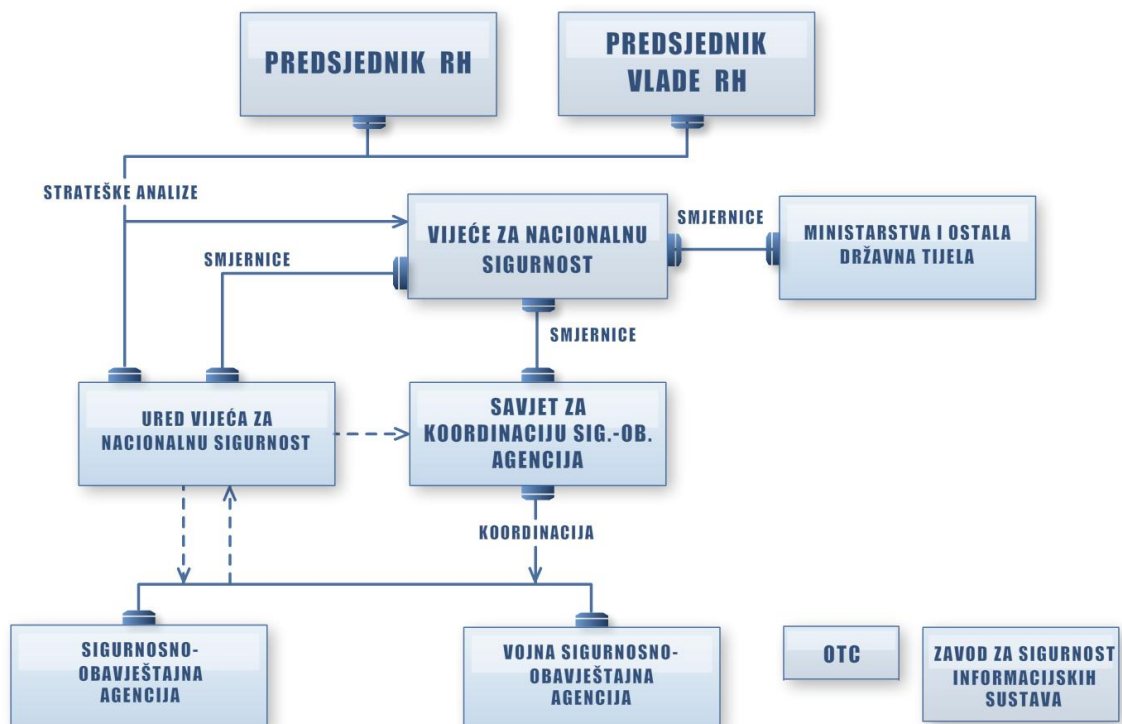 PREDSJEDNIK RH
PREDSJEDNIK
VLADE RH
STRATEŠKE ANALIZE
VIJEĆE ZA NACIONALNU
SIGURNOST
SMJERNICE
MINISTARSTVA I OSTALA
DRŽAVNA TIJELA
SMJERNICE
SMJERNICE
URED VIJEĆA ZA
NACIONALNU SIGURNOST
SAVJET ZA
KOORDINACIJU SIG.-OB.
AGENCIJA
KOORDINACIJA
SIGURNOSNO-
OBAVJEŠTAJNA
AGENCIJA
VOJNA SIGURNOSNO-
OBAVJEŠTAJNA
AGENCIJA
OTC
ZAVOD ZA SIGURNOST
INFORMACIJSKIH
SUSTAVA